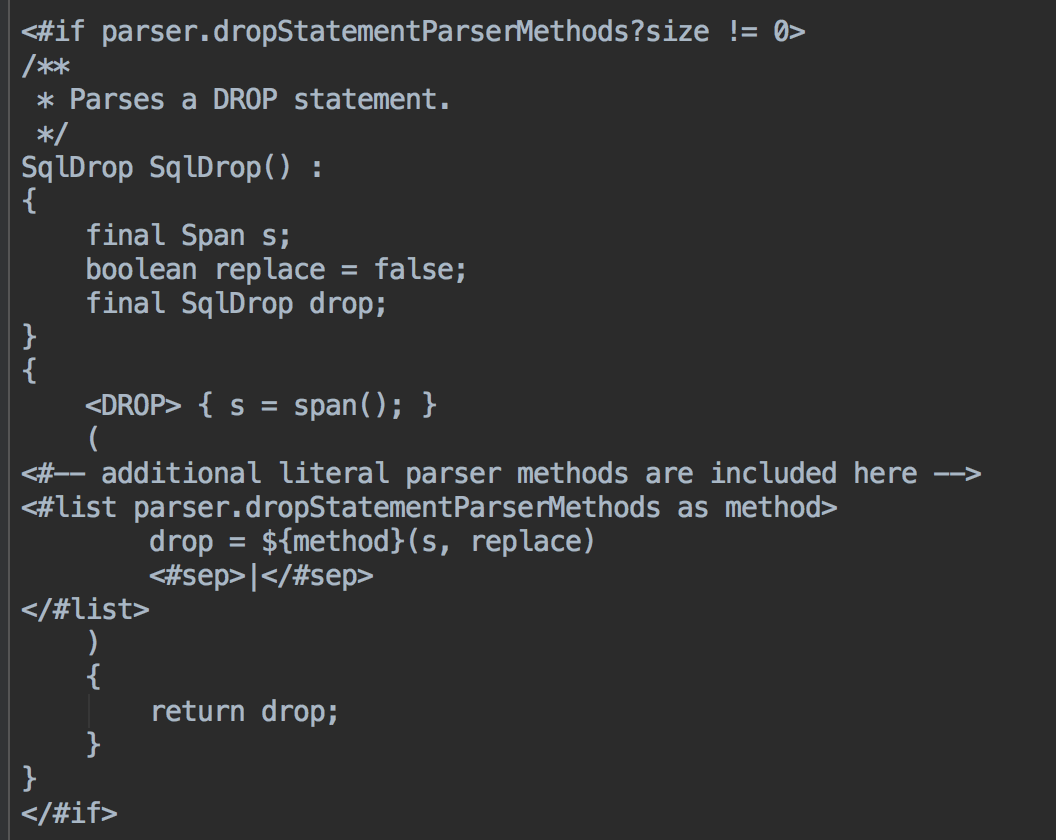 <#if parser.dropStatementParserMethods?size != 0>
/**
 * Parses a DROP statement.
 */
SqlDrop SqlDrop() :
{
    final Span s;
    boolean replace = false;
    final SqlDrop drop;
}
{
    <DROP> { s = span(); }
    (
<#-- additional literal parser methods are included here -->
<#list parser.dropStatementParserMethods as method>
        drop = ${method}(s, replace)
        <#sep>|</#sep>
</#list>
    )
    {
        return drop;
    }
}
</#if>